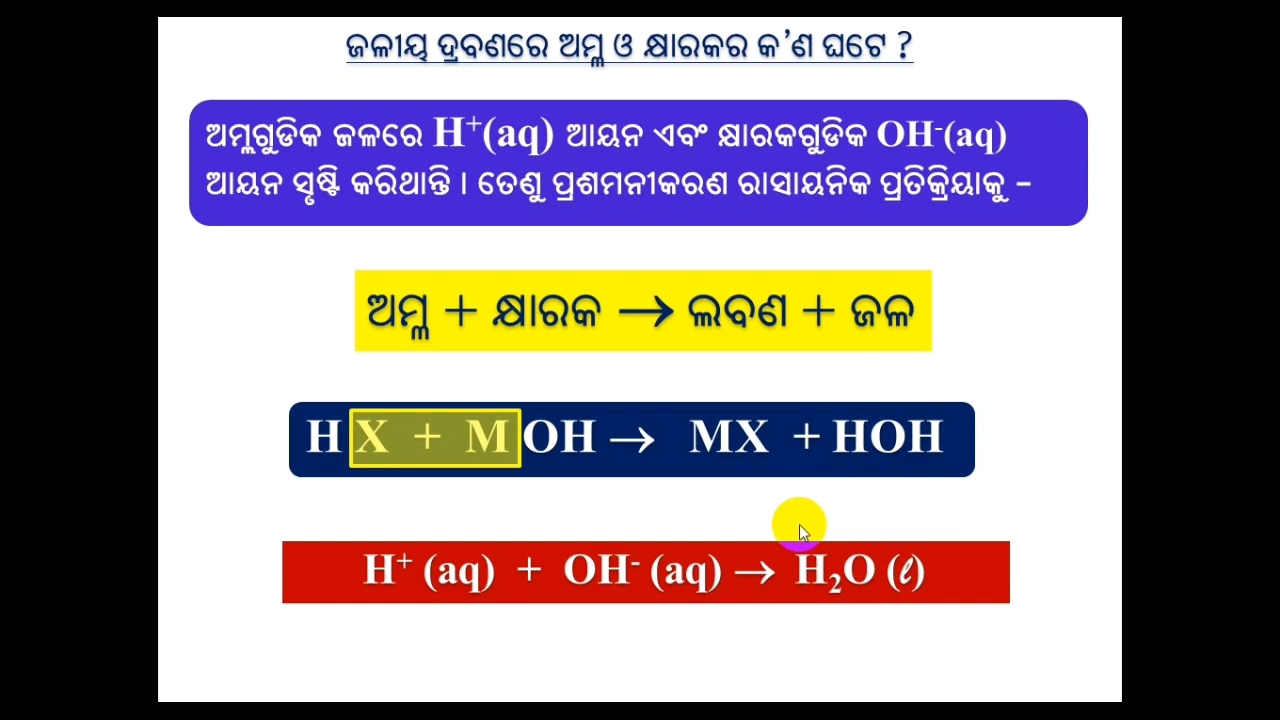 ଜଳୀୟ ଦ୍ରବଣରେ ଅମ୍ଳ ଓ କ୍ଷାରକର କ'ଣ ଘଟେ ?
ଅମ୍ଲଗୁଡିକ ଜଳରେ H⁺(aq) ଆୟନ ଏବଂ କ୍ଷାରକଗୁଡିକ OH⁻(aq)
ଆୟନ ସୃଷ୍ଟି କରିଥାନ୍ତି । ତେଣୁ ପ୍ରଶମନୀକରଣ ରାସାୟନିକ ପ୍ରତିକ୍ରିୟାକୁ –
ଅମ୍ଳ + କ୍ଷାରକ → ଲବଣ + ଜଳ
H X + M OH → MX + HOH
H⁺ (aq) + OH⁻ (aq) → H₂O (ℓ)